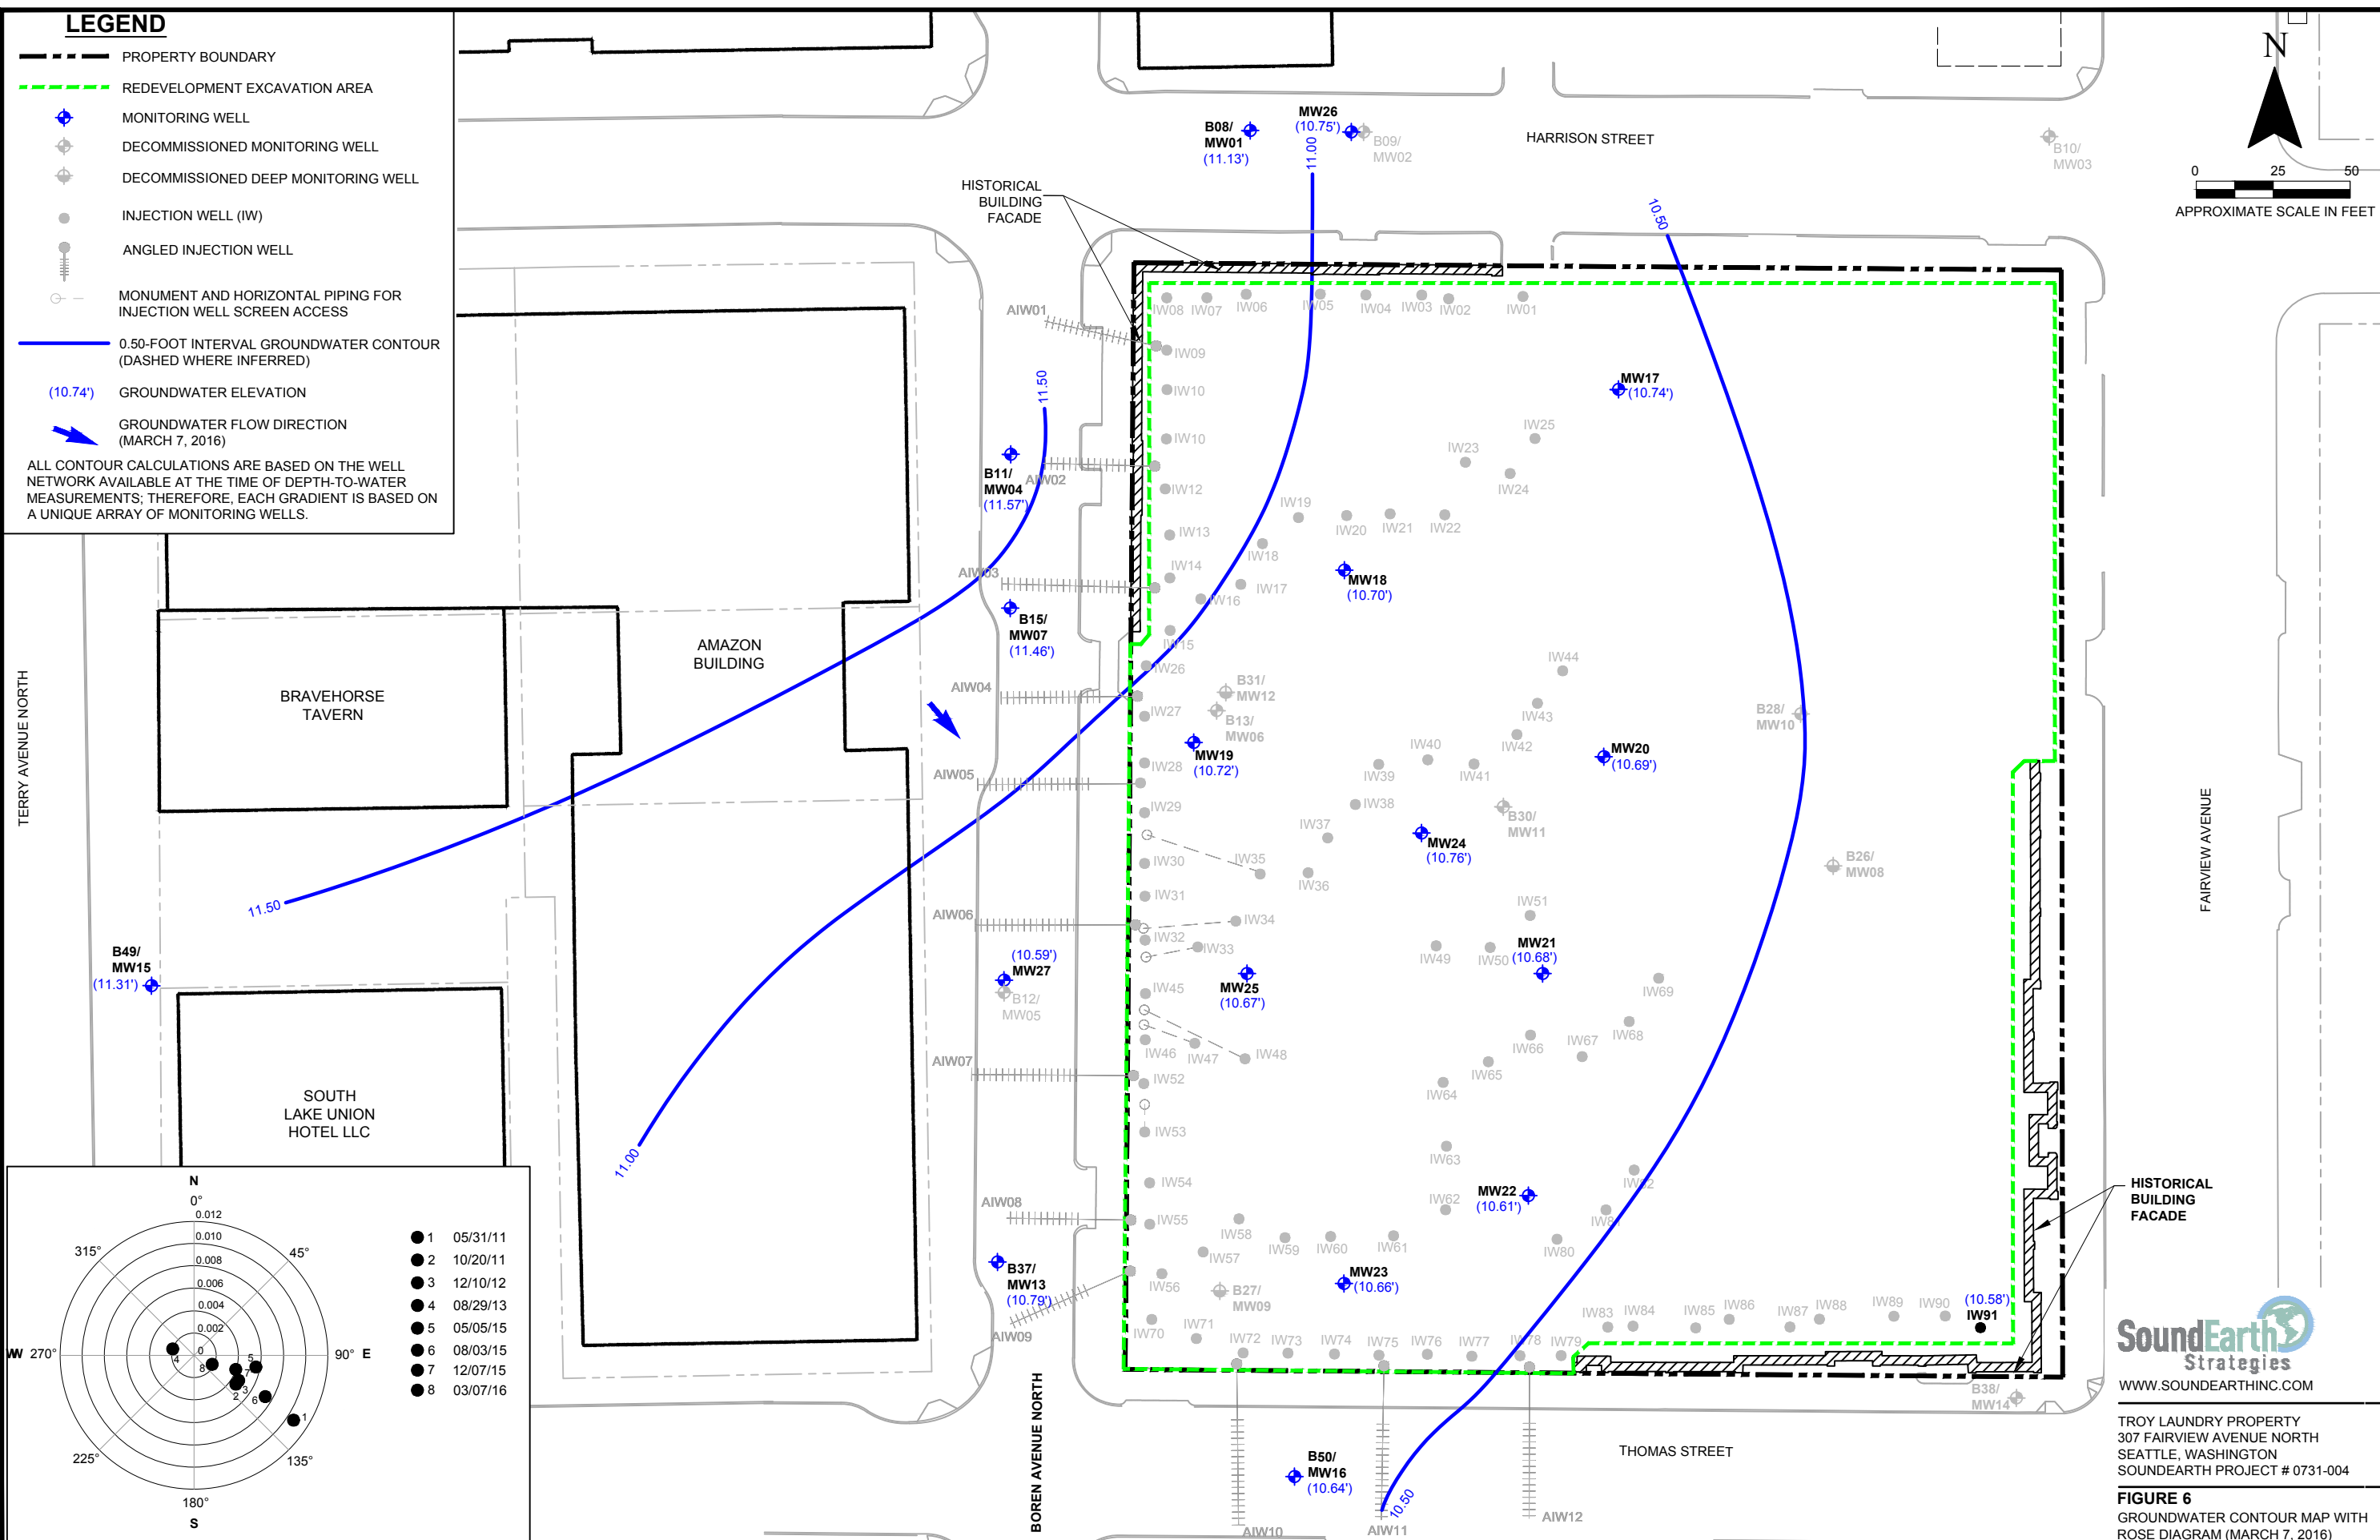 LEGEND
PROPERTY BOUNDARY
REDEVELOPMENT EXCAVATION AREA
MONITORING WELL
DECOMMISSIONED MONITORING WELL
DECOMMISSIONED DEEP MONITORING WELL
INJECTION WELL (IW)
ANGLED INJECTION WELL
MONUMENT AND HORIZONTAL PIPING FOR
INJECTION WELL SCREEN ACCESS
0.50-FOOT INTERVAL GROUNDWATER CONTOUR
(DASHED WHERE INFERRED)
(10.74') GROUNDWATER ELEVATION
GROUNDWATER FLOW DIRECTION
(MARCH 7, 2016)
ALL CONTOUR CALCULATIONS ARE BASED ON THE WELL
NETWORK AVAILABLE AT THE TIME OF DEPTH-TO-WATER
MEASUREMENTS; THEREFORE, EACH GRADIENT IS BASED ON
A UNIQUE ARRAY OF MONITORING WELLS.
B08/
MW01
(11.13')
MW26
(10.75')
B09/
MW02
11.00
HARRISON STREET
B10/
MW03
N
0 25 50
APPROXIMATE SCALE IN FEET
HISTORICAL
BUILDING
FACADE
10.50
IW08 IW07 IW06 IW05 IW04 IW03 IW02 IW01
AIW01
IW09
IW10
IW10
11.50
MW17
(10.74')
B11/
MW04
(11.57')
AIW02
IW12
IW13
IW14
IW15
IW16
IW17
IW18
IW19
IW20
IW21
IW22
IW23
IW24
IW25
AIW03
MW18
(10.70')
B15/
MW07
(11.46')
AMAZON
BUILDING
BRAVEHORSE
TAVERN
TERRY AVENUE NORTH
IW26
AIW04
IW27
B31/
MW12
B13/
MW06
MW19
(10.72')
IW28
AIW05
IW29
IW44
IW43
IW42
IW41
IW40
IW39
IW38
IW37
IW36
IW35
B28/
MW10
MW20
(10.69')
B30/
MW11
MW24
(10.76')
B26/
MW08
FAIRVIEW AVENUE
IW30
IW31
AIW06
IW32
IW34
IW33
11.50
B49/
MW15
(11.31')
(10.59')
MW27
B12/
MW05
MW25
(10.67')
IW51
IW49
IW50
MW21
(10.68')
IW69
IW68
IW67
IW66
IW65
IW64
IW45
IW46
IW47
IW48
AIW07
IW52
IW53
SOUTH
LAKE UNION
HOTEL LLC
11.00
IW63
IW62
IW54
AIW08
IW55
IW58
IW57
IW59
IW60
IW61
IW56
MW22
(10.61')
IW80
B37/
MW13
(10.79')
AIW09
B27/
MW09
MW23
(10.66')
HISTORICAL
BUILDING
FACADE
IW70
IW71
IW72 IW73 IW74 IW75 IW76 IW77 IW78 IW79
IW83 IW84 IW85 IW86 IW87 IW88 IW89 IW90
(10.58')
IW91
B38/
MW14
BOREN AVENUE NORTH
B50/
MW16
(10.64')
10.50
AIW10
AIW11
AIW12
THOMAS STREET
N
0°
0.012
0.010
0.008
0.006
0.004
0.002
0
315°
45°
W 270°
90° E
225°
135°
180°
S
4
8
5
7
3
2
6
1
1 05/31/11
2 10/20/11
3 12/10/12
4 08/29/13
5 05/05/15
6 08/03/15
7 12/07/15
8 03/07/16
SoundEarth
Strategies
WWW.SOUNDEARTHINC.COM
TROY LAUNDRY PROPERTY
307 FAIRVIEW AVENUE NORTH
SEATTLE, WASHINGTON
SOUNDEARTH PROJECT # 0731-004
FIGURE 6
GROUNDWATER CONTOUR MAP WITH
ROSE DIAGRAM (MARCH 7, 2016)